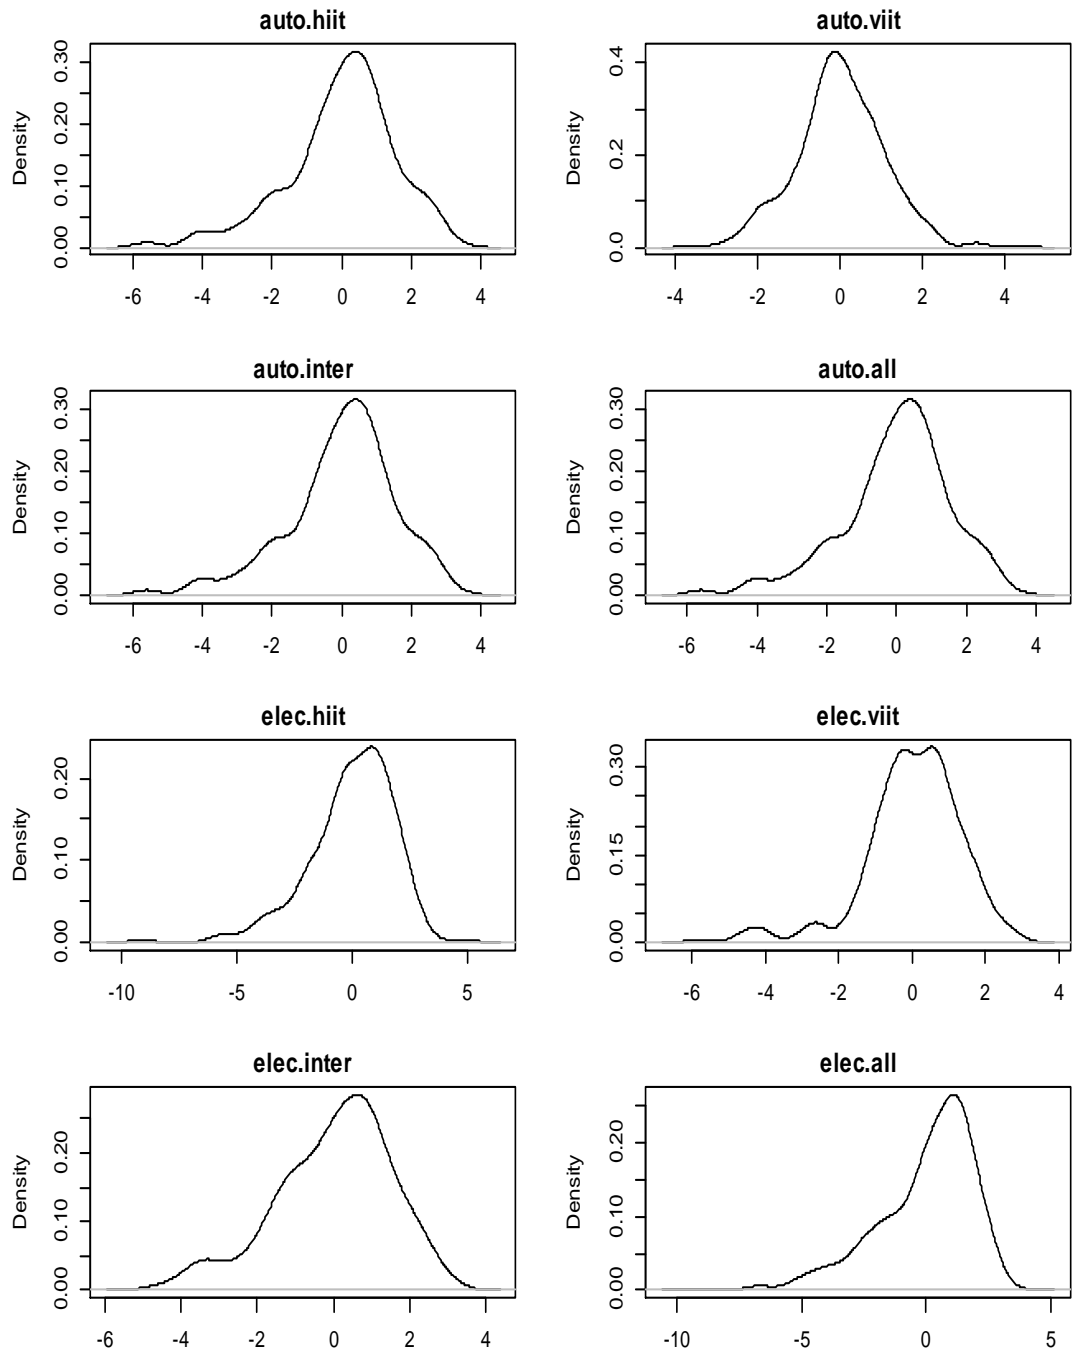 auto.hiit
Density
0.00 0.10 0.20 0.30
-6 -4 -2 0 2 4
auto.viit
Density
0.0 0.2 0.4
-4 -2 0 2 4
auto.inter
Density
0.00 0.10 0.20 0.30
-6 -4 -2 0 2 4
auto.all
Density
0.00 0.10 0.20 0.30
-6 -4 -2 0 2 4
elec.hiit
Density
0.00 0.10 0.20
-10 -5 0 5
elec.viit
Density
0.00 0.15 0.30
-6 -4 -2 0 2 4
elec.inter
Density
0.00 0.10 0.20
-6 -4 -2 0 2 4
elec.all
Density
0.00 0.10 0.20
-10 -5 0 5